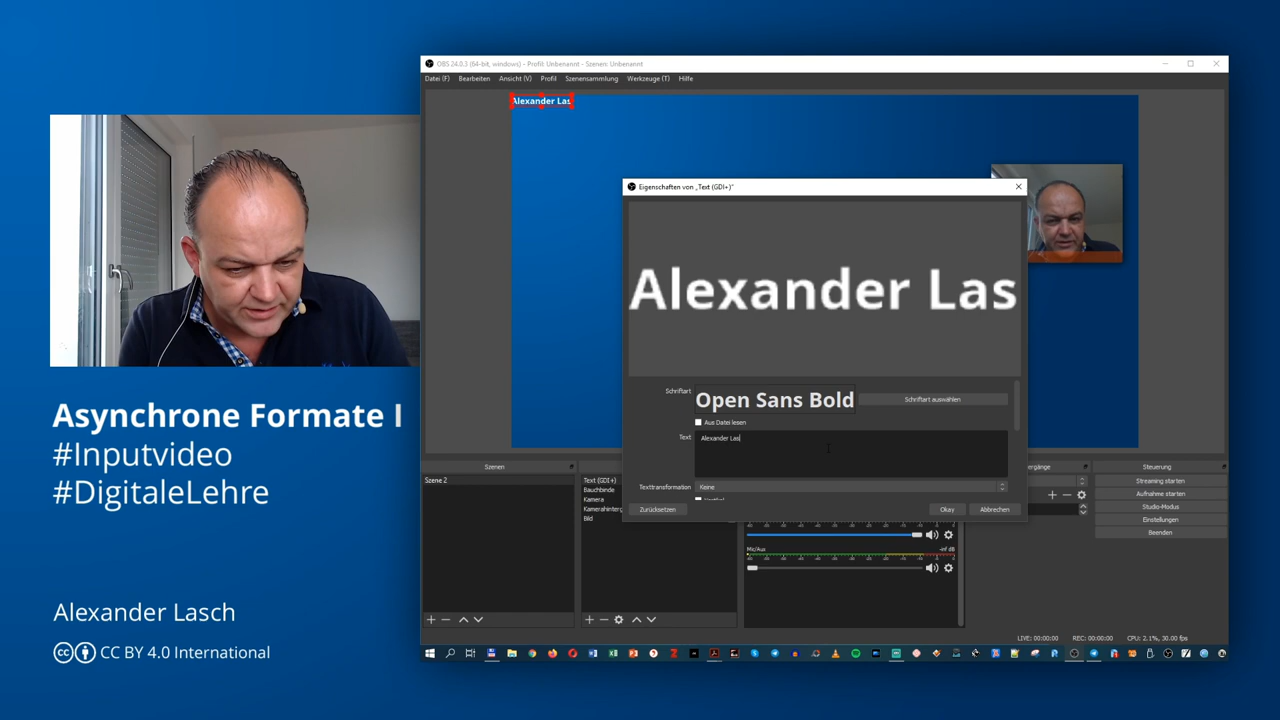 OBS 24.0.3 (64-bit, windows) - Profil: Unbenannt - Szenen: Unbenannt
Datei (F) Bearbeiten Ansicht (V) Profil Szenensammlung Werkzeuge (T) Hilfe
Alexander Las
Eigenschaften von „Text (GDI+)"
Alexander Las
Schriftart
Open Sans Bold
Schriftart auswählen
Aus Datei lesen
Text
Alexander Las
Texttransformation
Keine
Zurücksetzen
Okay
Abbrechen
Asynchrone Formate I
#Inputvideo
#DigitaleLehre
Alexander Lasch
CC BY 4.0 International
Szenen
Szene 2
Text (GDI+)
Bauchbinde
Kamera
Kamerahinterg
Bild
Mic/Aux
-inf dB
ergänge
Steuerung
Streaming starten
Aufnahme starten
Studio-Modus
Einstellungen
Beenden
LIVE: 00:00:00 REC: 00:00:00 CPU: 2.1%, 30.00 fps